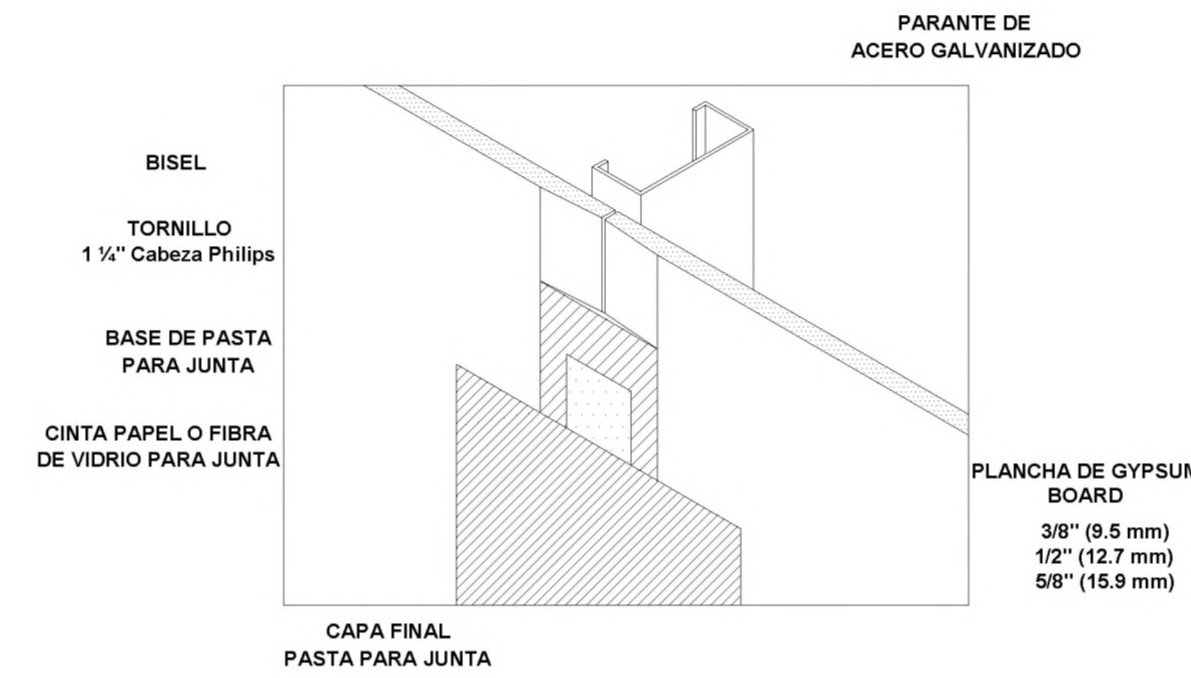 PARANTE DE
ACERO GALVANIZADO
BISEL
TORNILLO
1 ¼" Cabeza Philips
BASE DE PASTA
PARA JUNTA
CINTA PAPEL O FIBRA
DE VIDRIO PARA JUNTA
PLANCHA DE GYPSUM
BOARD
3/8" (9.5 mm)
1/2" (12.7 mm)
5/8" (15.9 mm)
CAPA FINAL
PASTA PARA JUNTA